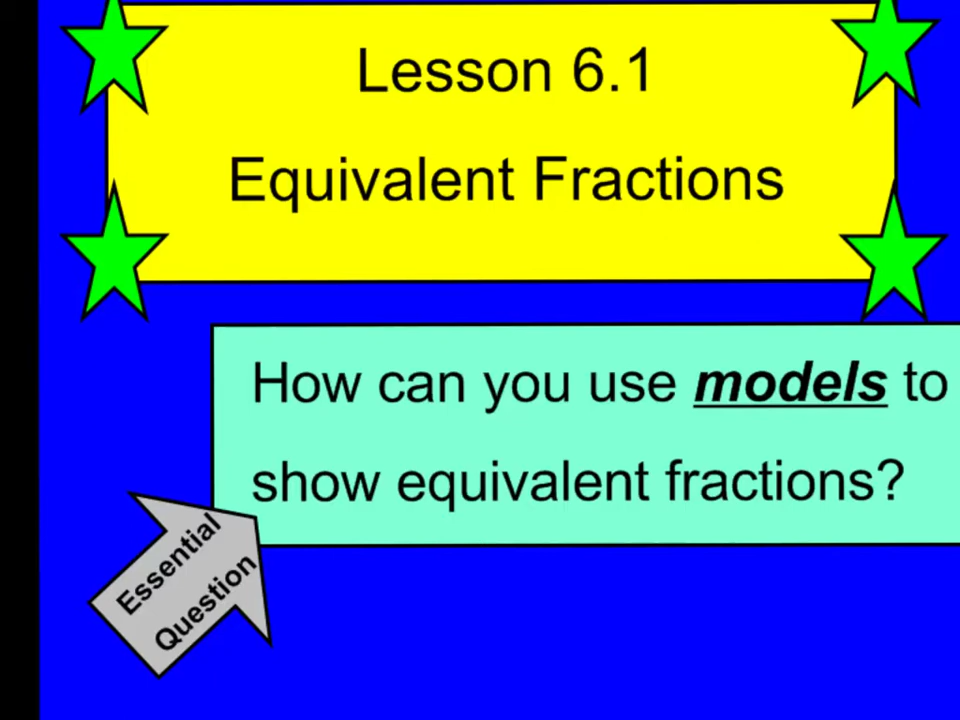 Lesson 6.1
Equivalent Fractions
How can you use models to
show equivalent fractions?
Essential
Question